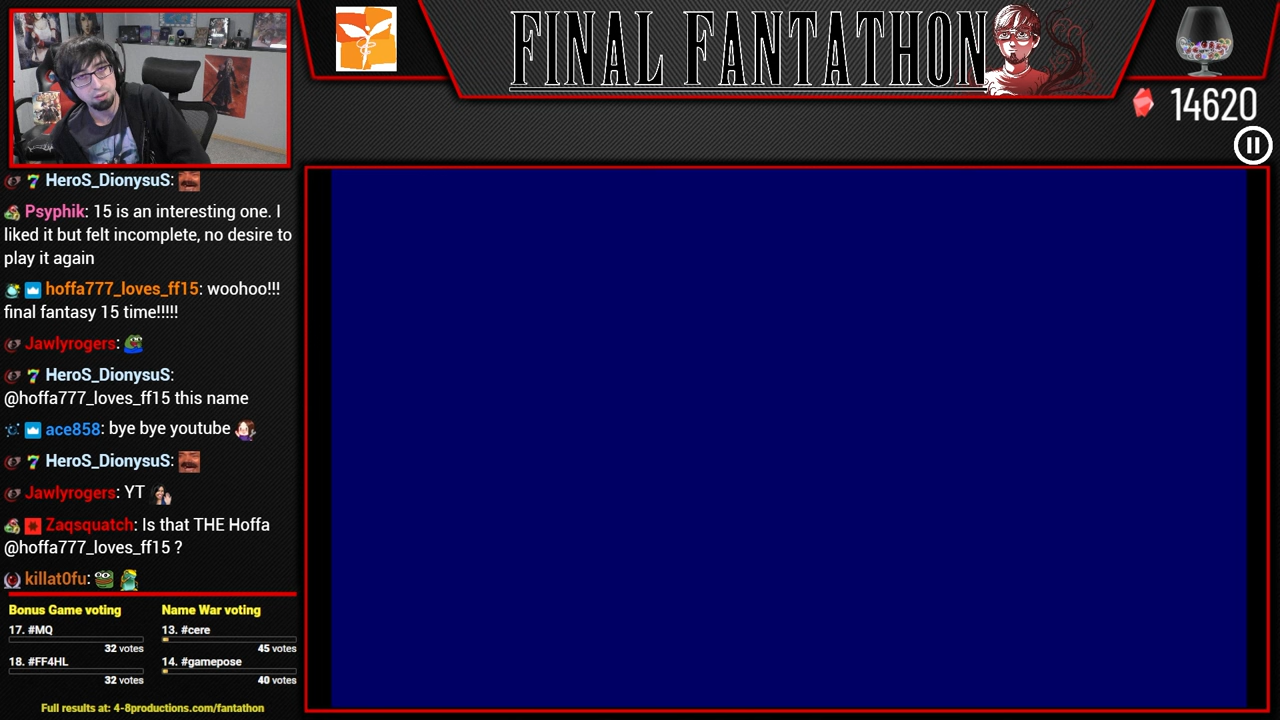 FINAL FANTATHON
14620
HeroS_DionysuS:
Psyphik: 15 is an interesting one. I
liked it but felt incomplete, no desire to
play it again
hoffa777_loves_ff15: woohoo!!!
final fantasy 15 time!!!!!
Jawlyrogers:
HeroS_DionysuS:
@hoffa777_loves_ff15 this name
ace858: bye bye youtube
HeroS_DionysuS:
Jawlyrogers: YT
Zaqsquatch: Is that THE Hoffa
@hoffa777_loves_ff15 ?
killat0fu:
Bonus Game voting
17. #MQ
32 votes
18. #FF4HL
32 votes
Name War voting
13. #cere
45 votes
14. #gamepose
40 votes
Full results at: 4-8productions.com/fantathon